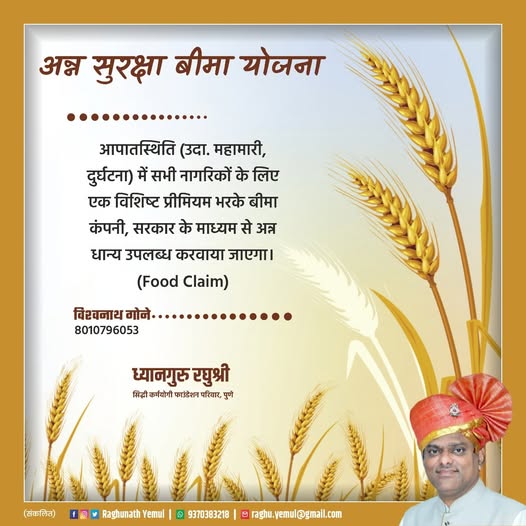 अन्न सुरक्षा बीमा योजना
आपातस्थिति (उदा. महामारी,
दुर्घटना) में सभी नागरिकों के लिए
एक विशिष्ट प्रीमियम भरके बीमा
कंपनी, सरकार के माध्यम से अन्न
धान्य उपलब्ध करवाया जाएगा।
(Food Claim)
विश्वनाथ गोने
8010796053
ध्यानगुरु रघुश्री
सिद्धी कर्मयोगी फाउंडेशन परिवार, पुणे
(संकलित) Raghunath Yemul | 9370383218 | raghu.yemul@gmail.com